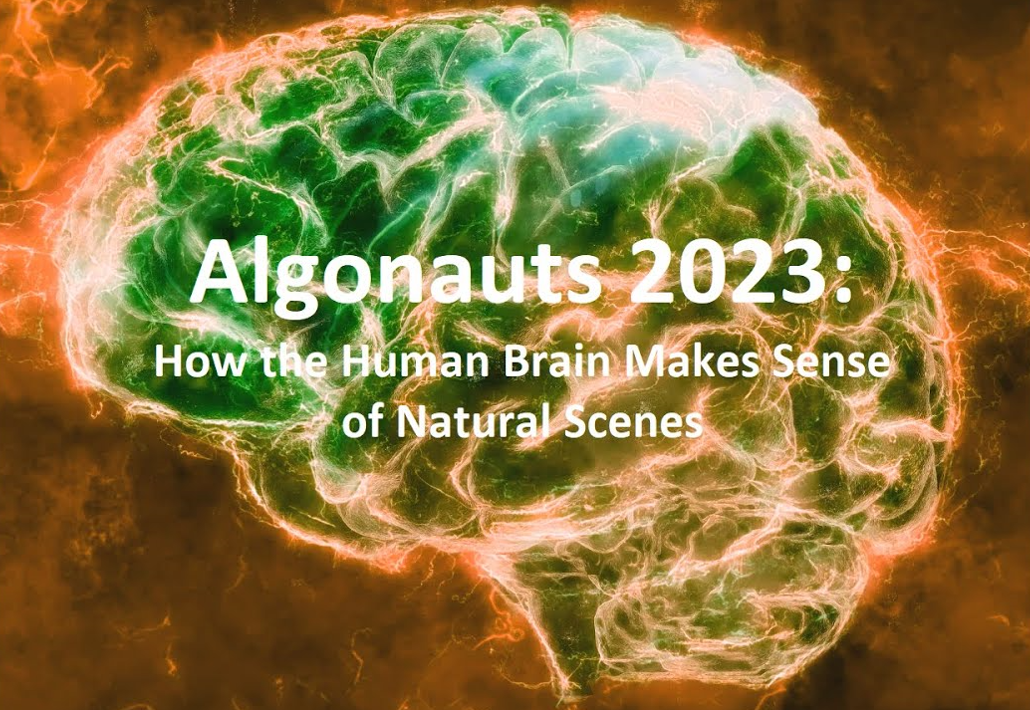 Algonauts 2023:
How the Human Brain Makes Sense
of Natural Scenes